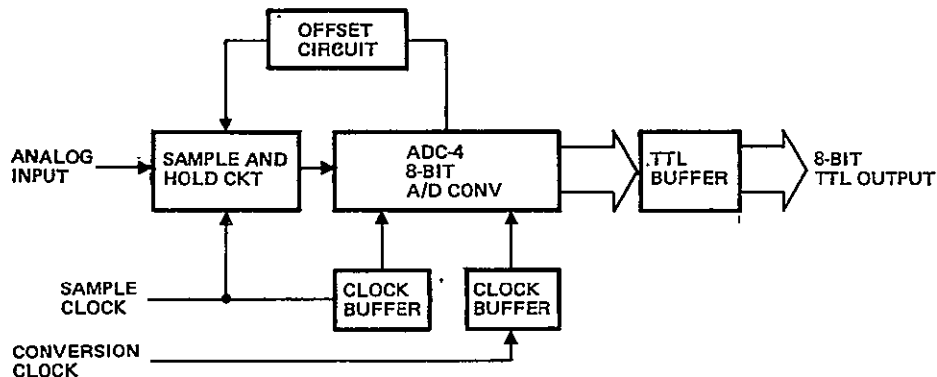 OFFSET
CIRCUIT
ANALOG
INPUT
SAMPLE AND
HOLD CKT
ADC-4
8-BIT
A/D CONV
TTL
BUFFER
8-BIT
TTL OUTPUT
SAMPLE
CLOCK
CLOCK
BUFFER
CLOCK
BUFFER
CONVERSION
CLOCK